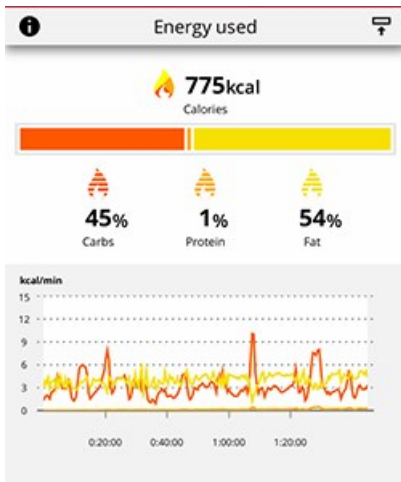 i Energy used
775kcal
Calories
45% 1% 54%
Carbs Protein Fat
kcal/min
15
12
9
6
3
0
0:20:00 0:40:00 1:00:00 1:20:00